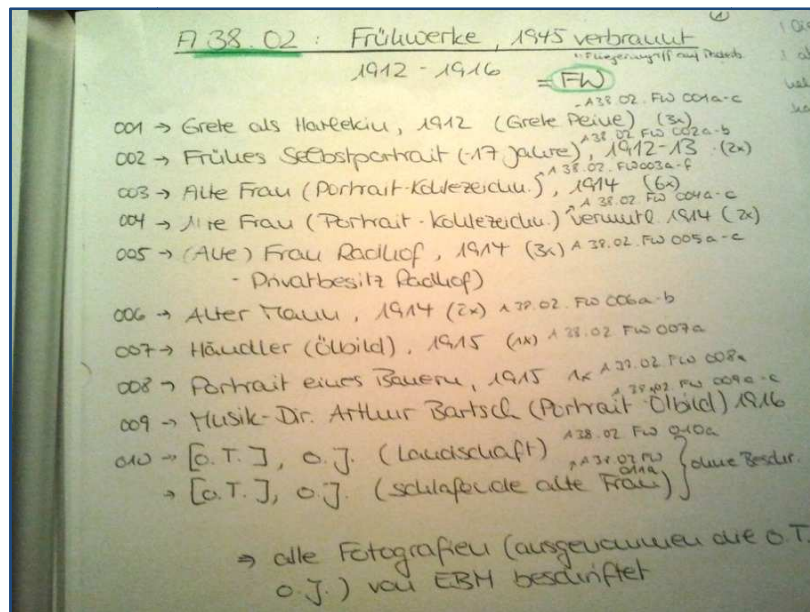 ①
A 38.02 : Frühwerke, 1945 verbrannt
1912 - 1916
= FW
A 38.02. FW 001a-c
001 → Grete als Harlekin, 1912 (Grete Peine) (3x)
A 38.02. FW 002a-b
002 → Frühes Selbstportrait (-17 Jahre), 1912-13 (2x)
A 38.02. FW 003a-f
003 → Alte Frau (Portrait-Kohlezeichn.), 1914 (6x)
A 38.02. FW 004a-c
004 → Alte Frau (Portrait-Kohlezeichn.) vermutl. 1914 (2x)
005 → (Alte) Frau Radhof, 1914 (3x) A 38.02. FW 005a-c
- Privatbesitz Radhof)
006 → Alter Mann, 1914 (2x) A 38.02. FW 006a-b
007 → Händler (Ölbild), 1915 (1x) A 38.02 FW 007a
008 → Portrait eines Bauern, 1915 1x A 38.02. FW 008a
A 38.02. FW 009a-c
009 → Musik-Dir. Arthur Bartsch (Portrait-Ölbild) 1916
010 → [o.T.], o.J. (Landschaft) A 38.02 FW 010a
→ [o.T.], o.J. (schlafende alte Frau) A 38.02 FW 011a } ohne Beschr.
⇒ alle Fotografien (ausgenommen die o.T.
o.J.) von EBM beschriftet